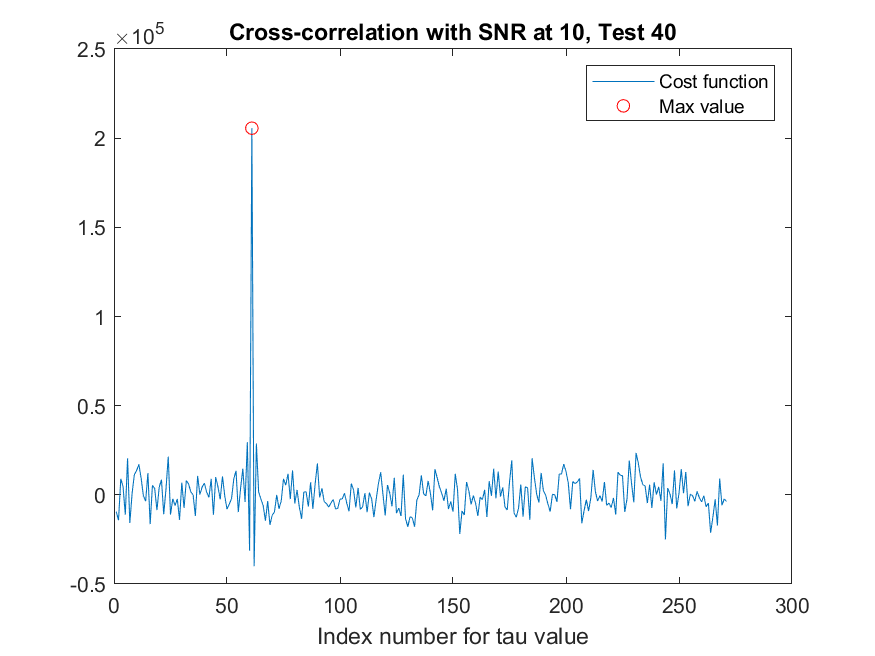 Cross-correlation with SNR at 10, Test 40
×10^5
2.5
2
1.5
1
0.5
0
-0.5
0 50 100 150 200 250 300
Index number for tau value
Cost function
Max value